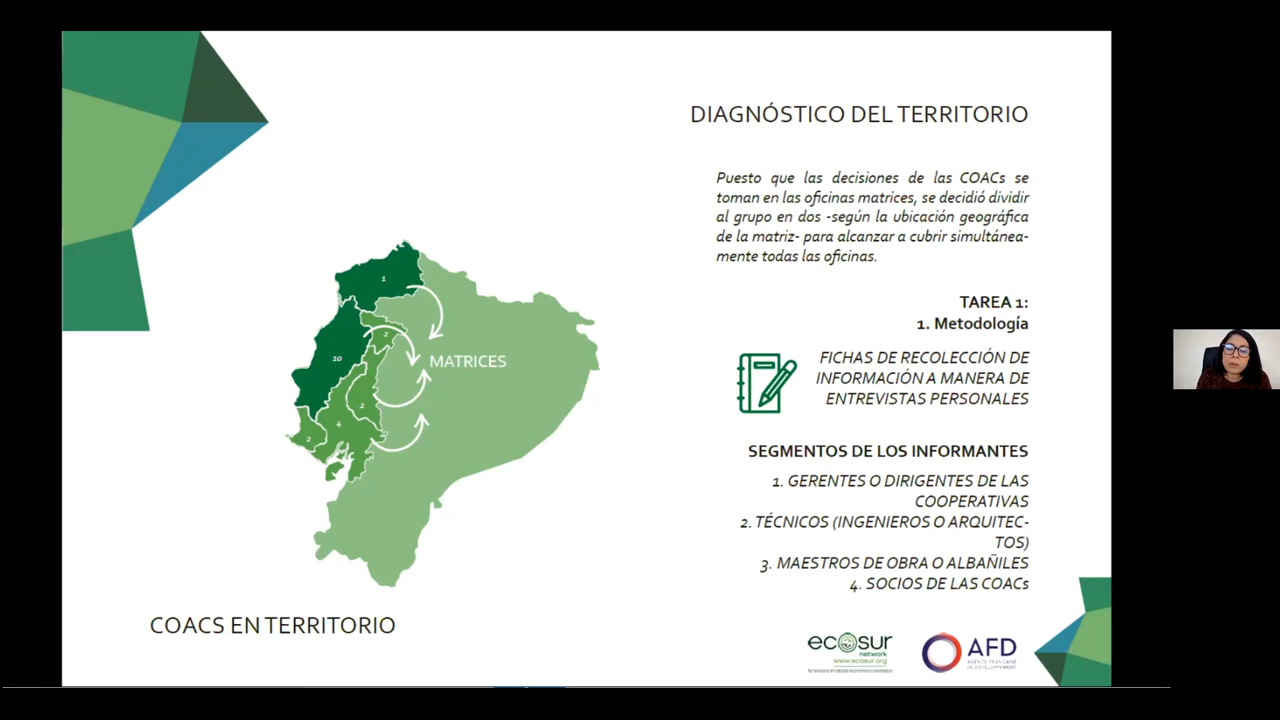 DIAGNÓSTICO DEL TERRITORIO
Puesto que las decisiones de las COACs se
toman en las oficinas matrices, se decidió dividir
al grupo en dos -según la ubicación geográfica
de la matriz- para alcanzar a cubrir simultánea-
mente todas las oficinas.
TAREA 1:
1. Metodología
FICHAS DE RECOLECCIÓN DE
INFORMACIÓN A MANERA DE
ENTREVISTAS PERSONALES
SEGMENTOS DE LOS INFORMANTES
1. GERENTES O DIRIGENTES DE LAS
COOPERATIVAS
2. TÉCNICOS (INGENIEROS O ARQUITEC-
TOS)
3. MAESTROS DE OBRA O ALBAÑILES
4. SOCIOS DE LAS COACs
1
2
10
MATRICES
2
4
2
COACS EN TERRITORIO
ecosur
network
www.ecosur.org
AFD
AGENCE FRANÇAISE
DE DÉVELOPPEMENT